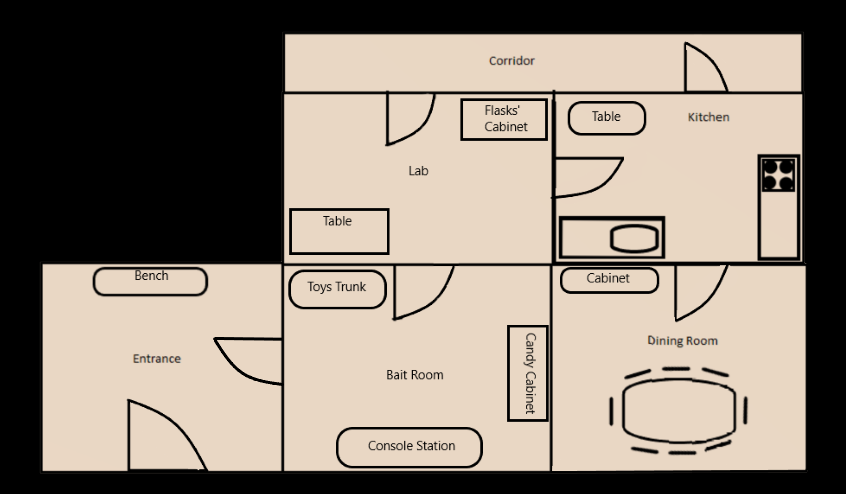 Corridor
Flasks'
Cabinet
Table
Kitchen
Lab
Table
Bench
Toys Trunk
Cabinet
Entrance
Bait Room
Candy Cabinet
Dining Room
Console Station